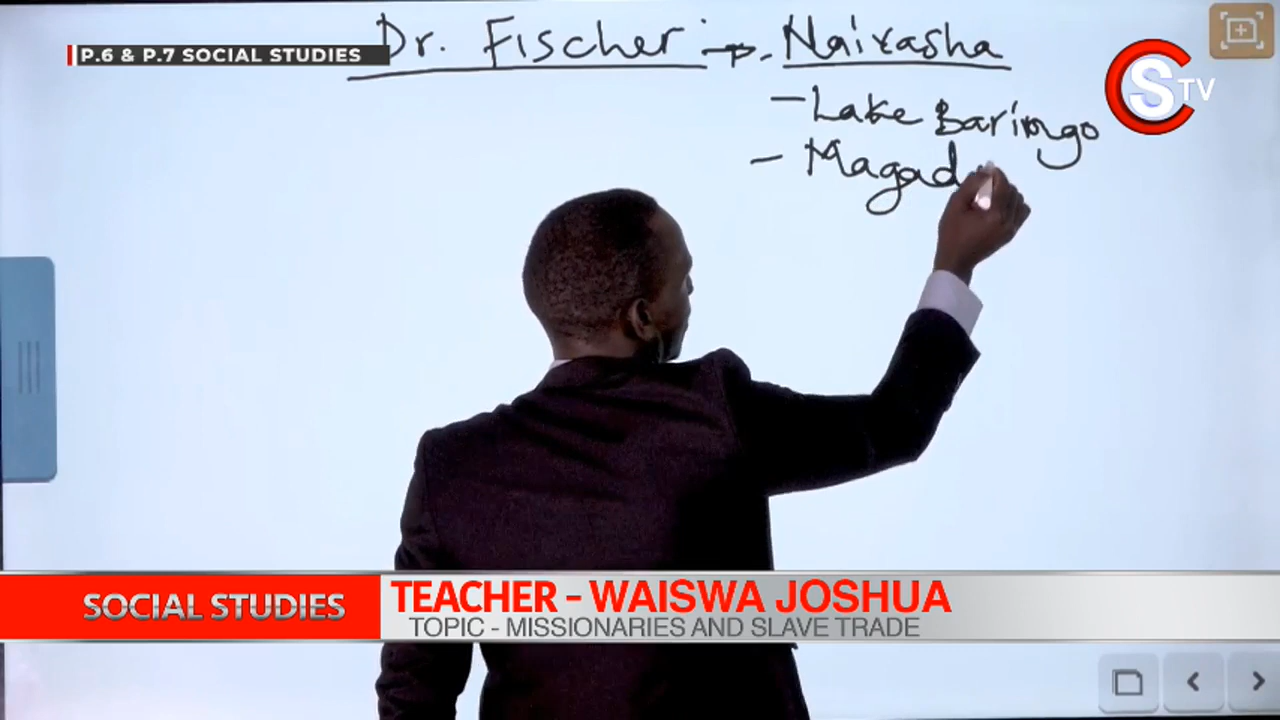 P.6 & P.7 SOCIAL STUDIES
Dr. Fischer → Naivasha
- Lake Baringo
- Magad
CSTV
SOCIAL STUDIES
TEACHER - WAISWA JOSHUA
TOPIC - MISSIONARIES AND SLAVE TRADE